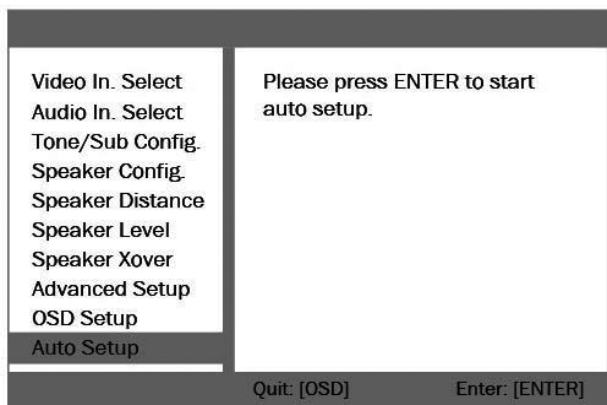 Video In. Select
Audio In. Select
Tone/Sub Config.
Speaker Config.
Speaker Distance
Speaker Level
Speaker Xover
Advanced Setup
OSD Setup
Auto Setup
Please press ENTER to start
auto setup.
Quit: [OSD] Enter: [ENTER]